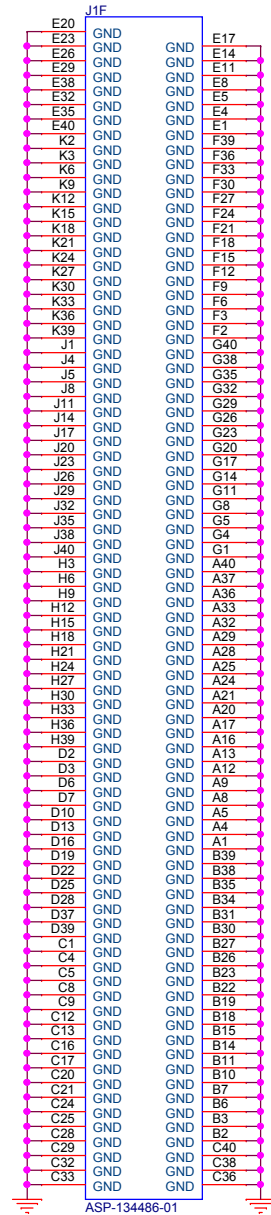 J1F
E20 GND
E23 GND GND E17
E26 GND GND E14
E29 GND GND E11
E38 GND GND E8
E32 GND GND E5
E35 GND GND E4
E40 GND GND E1
K2 GND GND F39
K3 GND GND F36
K6 GND GND F33
K9 GND GND F30
K12 GND GND F27
K15 GND GND F24
K18 GND GND F21
K21 GND GND F18
K24 GND GND F15
K27 GND GND F12
K30 GND GND F9
K33 GND GND F6
K36 GND GND F3
K39 GND GND F2
J1 GND GND G40
J4 GND GND G38
J5 GND GND G35
J8 GND GND G32
J11 GND GND G29
J14 GND GND G26
J17 GND GND G23
J20 GND GND G20
J23 GND GND G17
J26 GND GND G14
J29 GND GND G11
J32 GND GND G8
J35 GND GND G5
J38 GND GND G4
J40 GND GND G1
H3 GND GND A40
H6 GND GND A37
H9 GND GND A36
H12 GND GND A33
H15 GND GND A32
H18 GND GND A29
H21 GND GND A28
H24 GND GND A25
H27 GND GND A24
H30 GND GND A21
H33 GND GND A20
H36 GND GND A17
H39 GND GND A16
D2 GND GND A13
D3 GND GND A12
D6 GND GND A9
D7 GND GND A8
D10 GND GND A5
D13 GND GND A4
D16 GND GND A1
D19 GND GND B39
D22 GND GND B38
D25 GND GND B35
D28 GND GND B34
D37 GND GND B31
D39 GND GND B30
C1 GND GND B27
C4 GND GND B26
C5 GND GND B23
C8 GND GND B22
C9 GND GND B19
C12 GND GND B18
C13 GND GND B15
C16 GND GND B14
C17 GND GND B11
C20 GND GND B10
C21 GND GND B7
C24 GND GND B6
C25 GND GND B3
C28 GND GND B2
C29 GND GND C40
C32 GND GND C38
C33 GND GND C36
ASP-134486-01